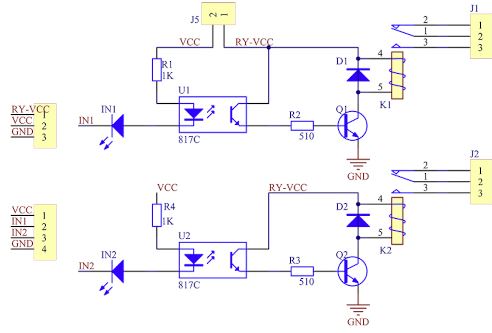 J5
2 1
VCC RY-VCC
J1
2 1
1 2
3 3
R1
1K
D1
4
5
K1
RY-VCC 1
VCC 2
GND 3
IN1
IN1
U1
817C
R2
510
Q1
GND
J2
2 1
1 2
3 3
VCC RY-VCC
R4
1K
D2
4
5
K2
VCC 1
IN1 2
IN2 3
GND 4
IN2
IN2
U2
817C
R3
510
Q2
GND